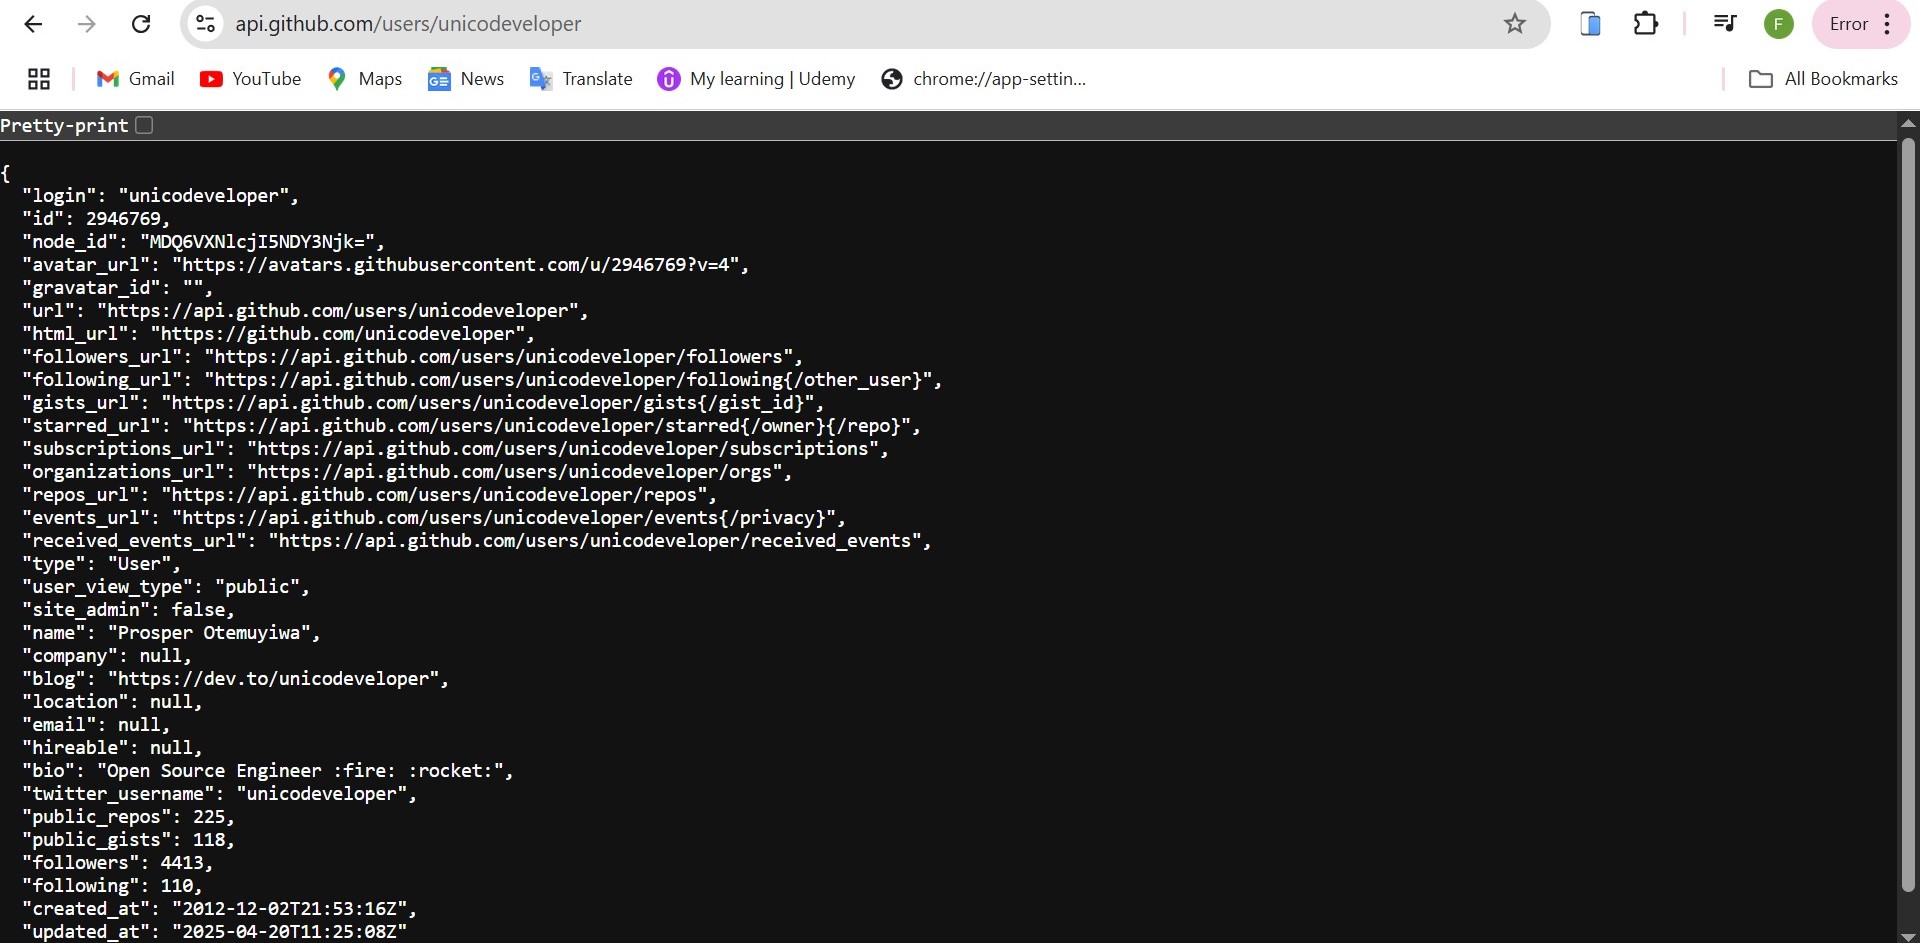 api.github.com/users/unicodeveloper
F
Error
Gmail
YouTube
Maps
News
Translate
My learning | Udemy
chrome://app-settin...
All Bookmarks
Pretty-print
{
"login": "unicodeveloper",
"id": 2946769,
"node_id": "MDQ6VXNlcjI5NDY3Njk=",
"avatar_url": "https://avatars.githubusercontent.com/u/2946769?v=4",
"gravatar_id": "",
"url": "https://api.github.com/users/unicodeveloper",
"html_url": "https://github.com/unicodeveloper",
"followers_url": "https://api.github.com/users/unicodeveloper/followers",
"following_url": "https://api.github.com/users/unicodeveloper/following{/other_user}",
"gists_url": "https://api.github.com/users/unicodeveloper/gists{/gist_id}",
"starred_url": "https://api.github.com/users/unicodeveloper/starred{/owner}{/repo}",
"subscriptions_url": "https://api.github.com/users/unicodeveloper/subscriptions",
"organizations_url": "https://api.github.com/users/unicodeveloper/orgs",
"repos_url": "https://api.github.com/users/unicodeveloper/repos",
"events_url": "https://api.github.com/users/unicodeveloper/events{/privacy}",
"received_events_url": "https://api.github.com/users/unicodeveloper/received_events",
"type": "User",
"user_view_type": "public",
"site_admin": false,
"name": "Prosper Otemuyiwa",
"company": null,
"blog": "https://dev.to/unicodeveloper",
"location": null,
"email": null,
"hireable": null,
"bio": "Open Source Engineer :fire: :rocket:",
"twitter_username": "unicodeveloper",
"public_repos": 225,
"public_gists": 118,
"followers": 4413,
"following": 110,
"created_at": "2012-12-02T21:53:16Z",
"updated_at": "2025-04-20T11:25:08Z"